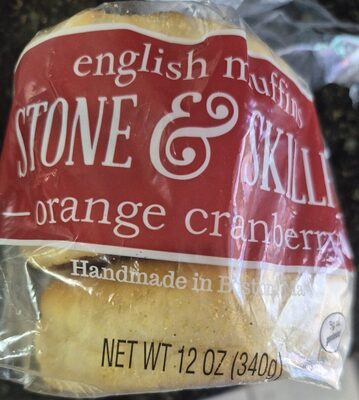 english muffins
STONE & SKILL
orange cranberry
Handmade in
NET WT 12 OZ (340g)